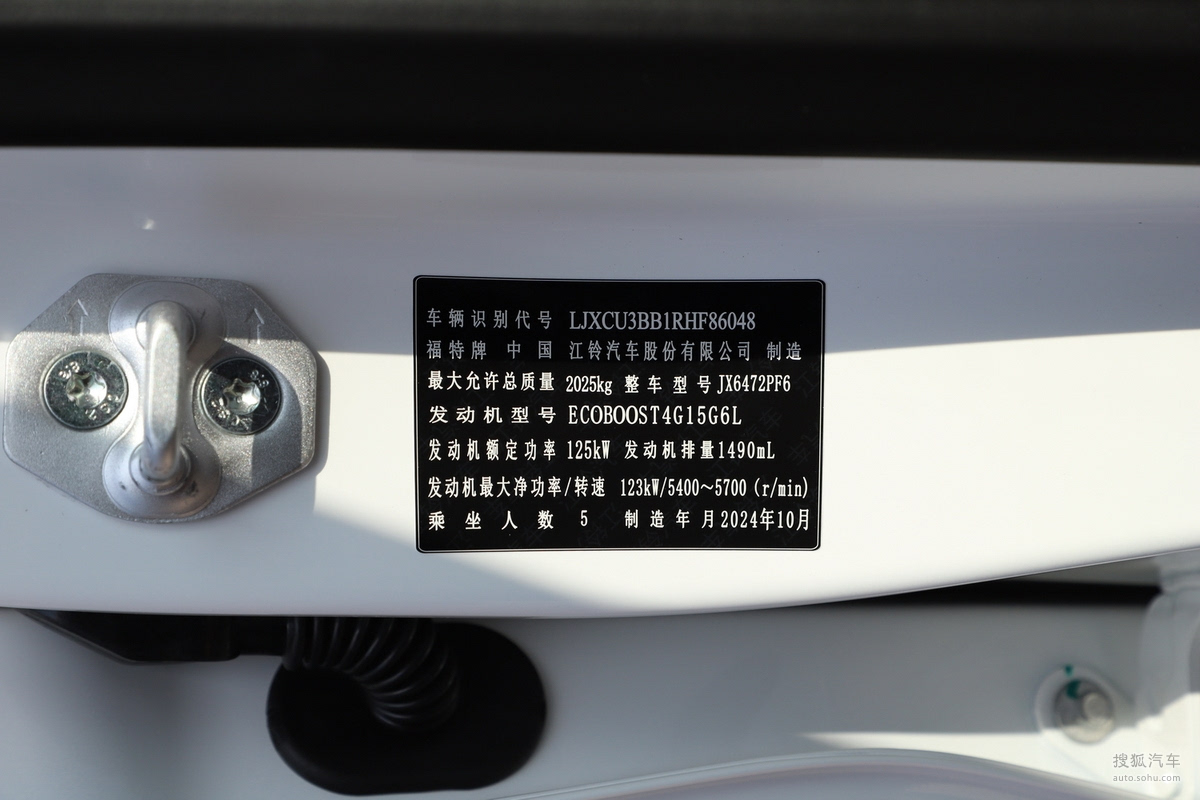 车辆识别代号 LJXCU3BB1RHF86048
福特牌 中国 江铃汽车股份有限公司 制造
最大允许总质量 2025kg 整车型号 JX6472PF6
发动机型号 ECOBOOST4G15G6L
发动机额定功率 125kW 发动机排量1490mL
发动机最大净功率/转速 123kW/5400～5700 (r/min)
乘坐人数 5 制造年月2024年10月
搜狐汽车
auto.sohu.com